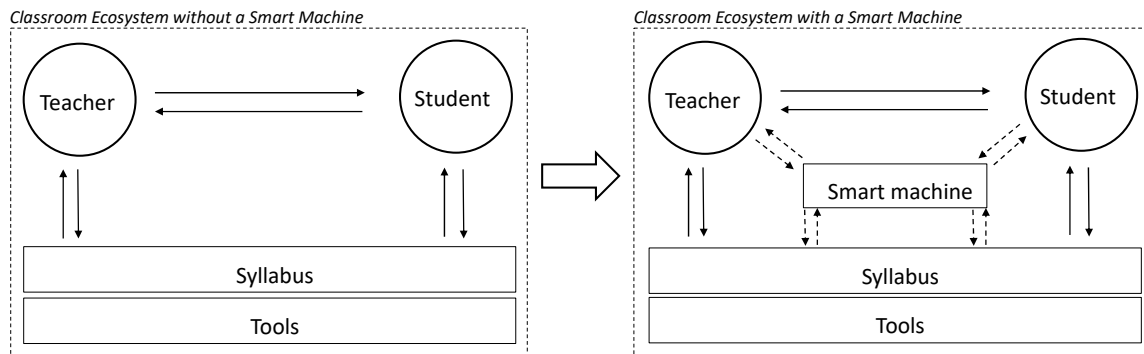 Classroom Ecosystem without a Smart Machine
Teacher
Student
Syllabus
Tools
Classroom Ecosystem with a Smart Machine
Teacher
Student
Smart machine
Syllabus
Tools